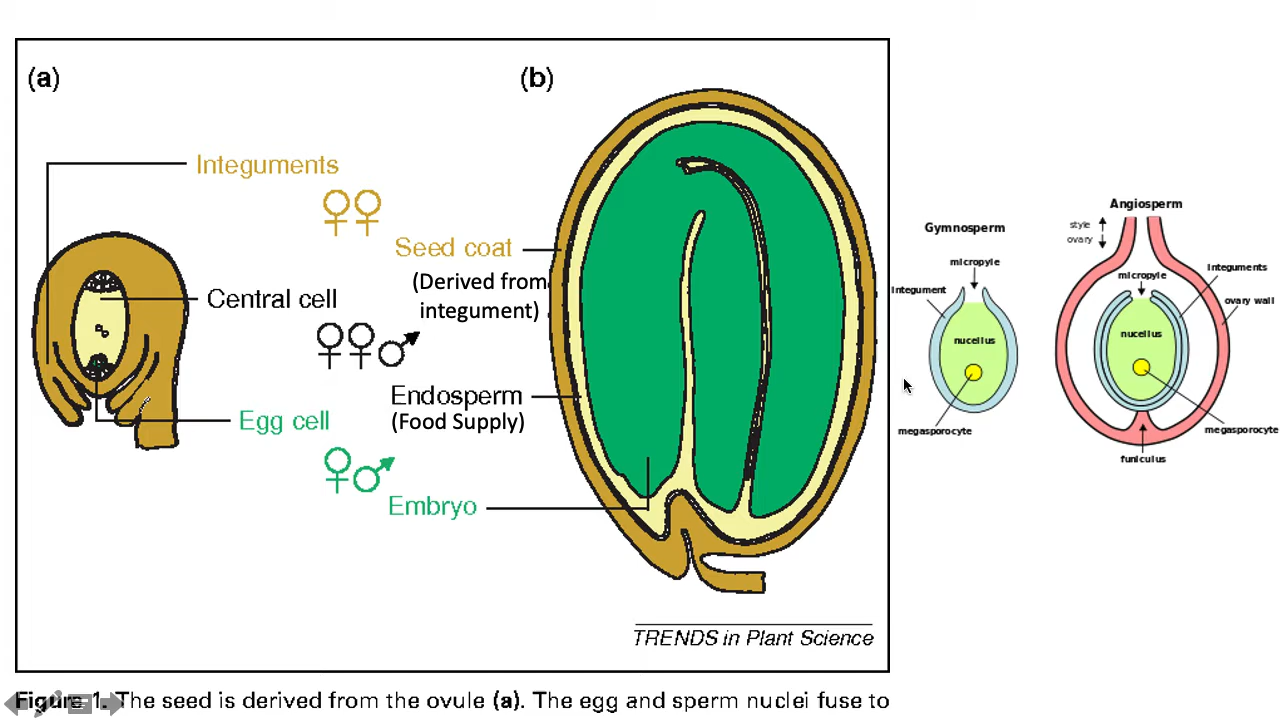 (a)
(b)
Integuments
♀♀
Seed coat
(Derived from
integument)
Central cell
♀♀♂
Endosperm
(Food Supply)
Egg cell
♀♂
Embryo
TRENDS in Plant Science
Figure 1. The seed is derived from the ovule (a). The egg and sperm nuclei fuse to
Gymnosperm
micropyle
integument
nucellus
megasporocyte
Angiosperm
style
ovary
micropyle
integuments
ovary wall
nucellus
megasporocyte
funiculus